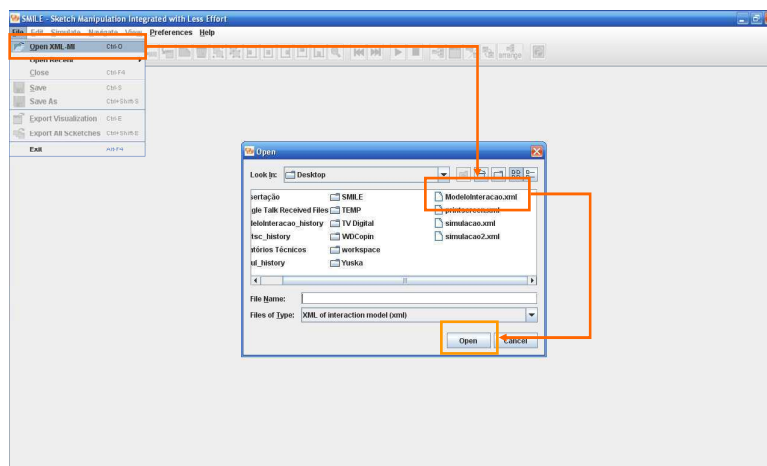 SMILE - Sketch Manipulation Integrated with Less Effort
File Edit Simulate Navigate View Preferences Help
Open XML-MI Ctrl-O
Open Recent
Close Ctrl-F4
Save Ctrl-S
Save As Ctrl+Shift-S
Export Visualization Ctrl-E
Export All Scketches Ctrl+Shift-E
Exit Alt-F4
arrange
Open
Look In: Desktop
sertação SMILE ModeloInteracao.xml
gle Talk Received Files TEMP printscreen.xml
leloInteracao_history TV Digital simulacao.xml
tsc_history WDCopin simulacao2.xml
atórios Técnicos workspace
ul_history Yuska
File Name:
Files of Type: XML of interaction model (xml)
Open Cancel